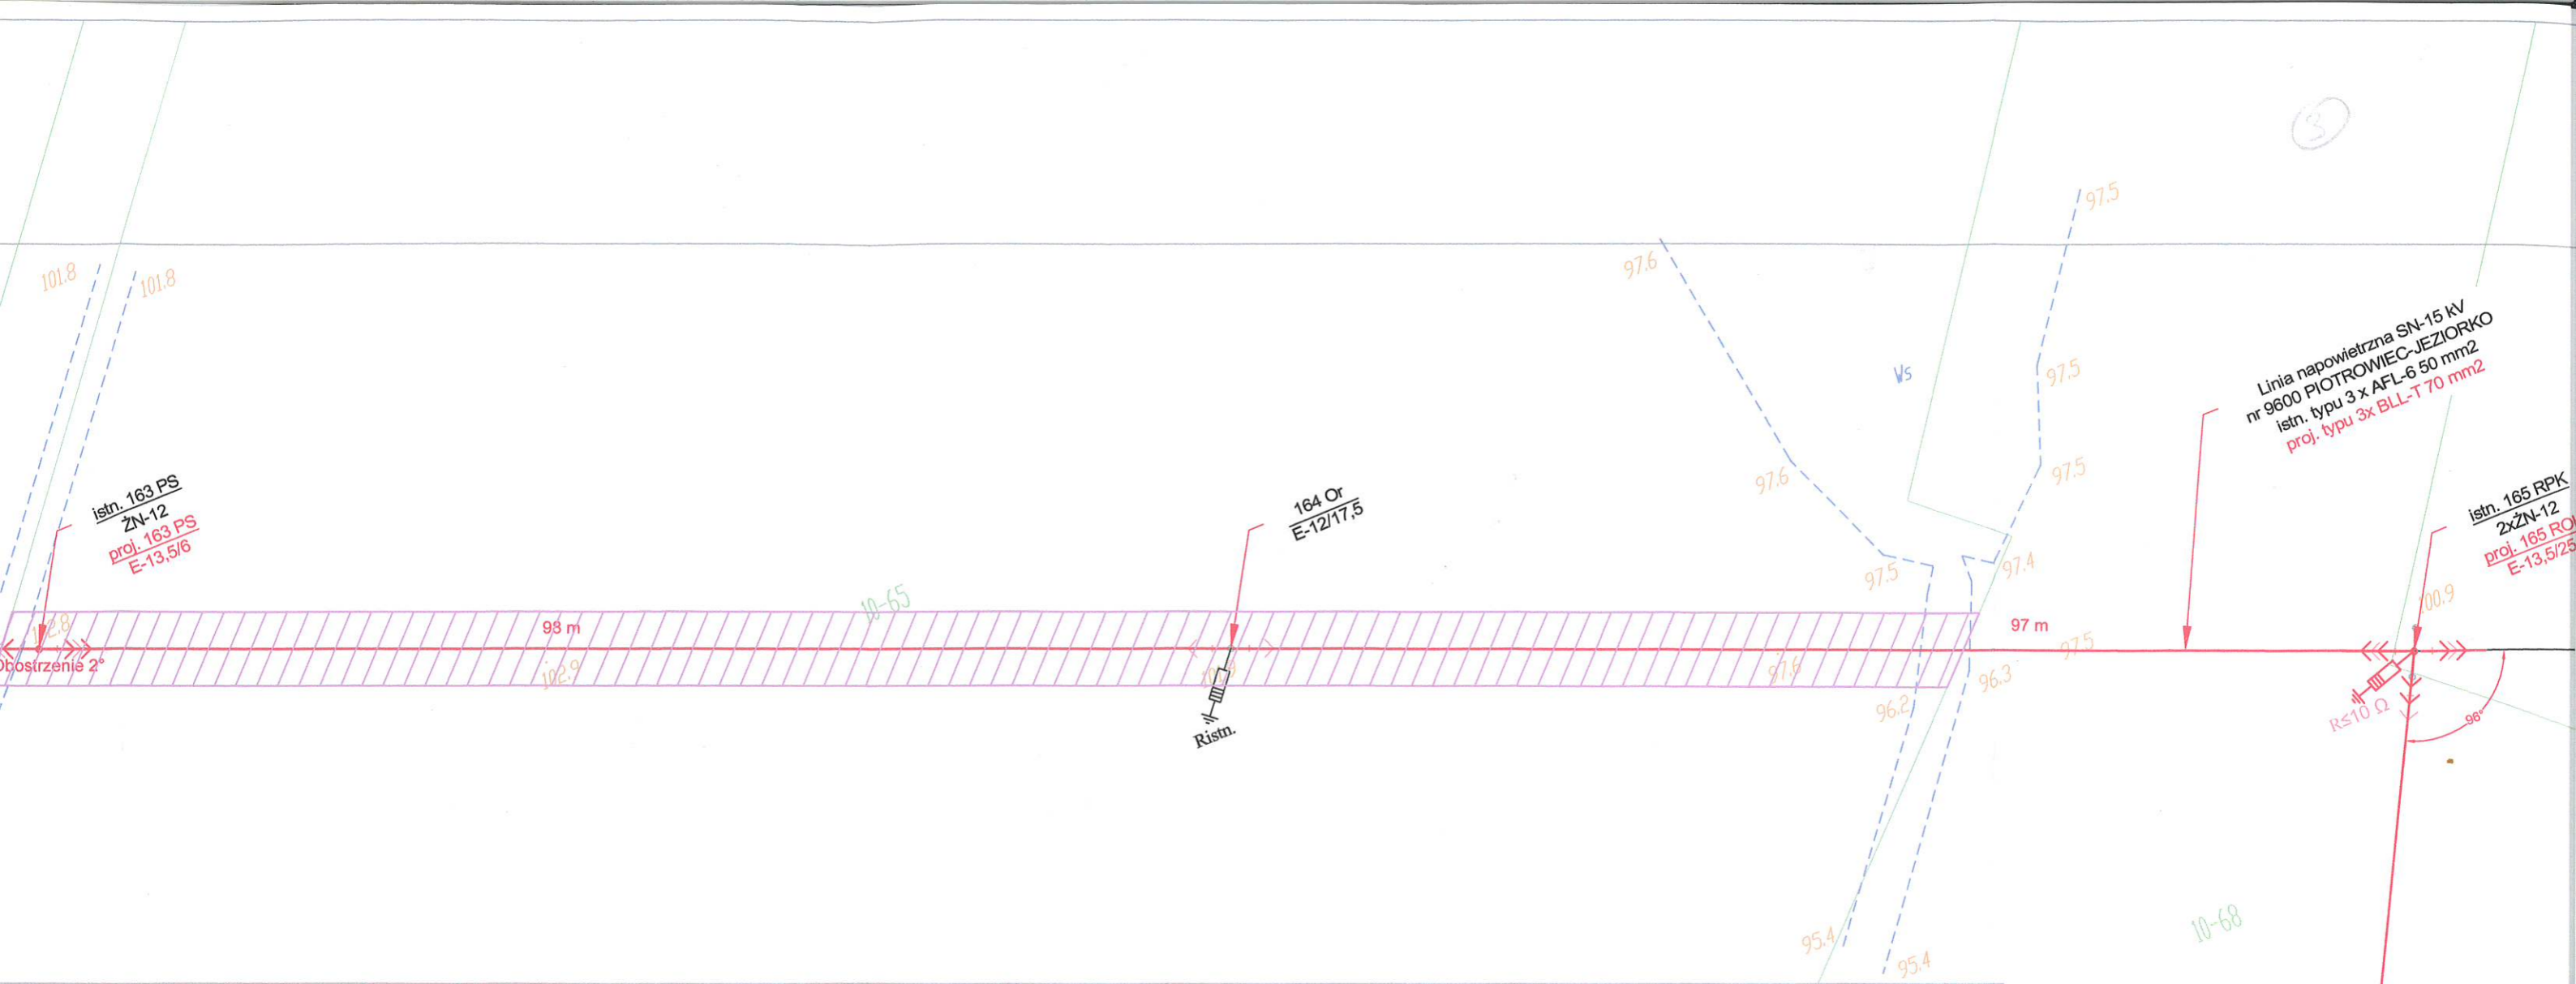 3
97.5
101.8
101.8
97.6
97.5
Vs
Linia napowietrzna SN-15 kV
nr 9600 PIOTROWIEC-JEZIORKO
istn. typu 3 x AFL-6 50 mm2
proj. typu 3x BLL-T 70 mm2
97.6
97.5
istn. 163 PS
ŻN-12
proj. 163 PS
E-13,5/6
164 Or
E-12/17,5
istn. 165 RPK
2xŻN-12
97.5
97.4
10-65
100.9
98 m
97 m
Obostrzenie 2°
102.9
97.6
97.5
96.3
96.2
Ristn.
R≤10 Ω
96°
95.4
95.4
10-68